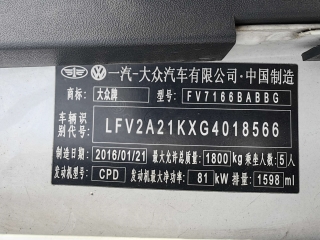 一汽-大众汽车有限公司·中国制造
商标: 大众牌 型号: FV7166BABBG
车辆识别代号: LFV2A21KXG4018566
制造日期 2016/01/21 最大允许总质量: 1800 kg 乘坐人数: 5 人
发动机型号: CPD 发动机最大净功率: 81 kW 排量: 1598 ml